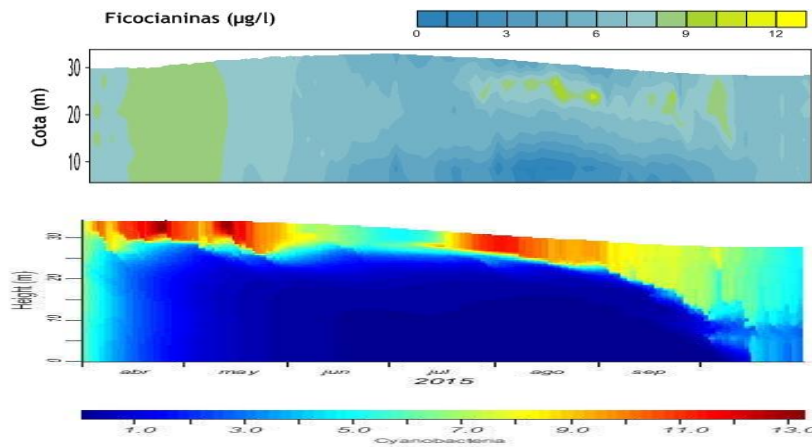 Ficocianinas (µg/l)
0 3 6 9 12
Cota (m)
30
20
10
Height (m)
30
20
10
0
abr may jun jul ago sep
2015
1.0 3.0 5.0 7.0 9.0 11.0 13.0
Cyanobacteria